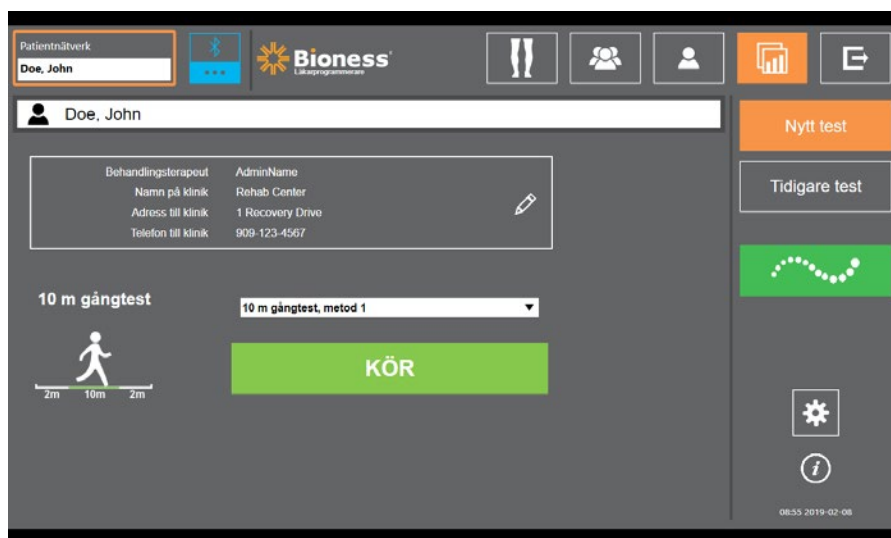 Patientnätverk
Doe, John
Bioness
Läkarprogrammerare
Doe, John
Nytt test
Tidigare test
Behandlingsterapeut AdminName
Namn på klinik Rehab Center
Adress till klinik 1 Recovery Drive
Telefon till klinik 909-123-4567
10 m gångtest
10 m gångtest, metod 1
KÖR
2m 10m 2m
i
08:55 2019-02-08